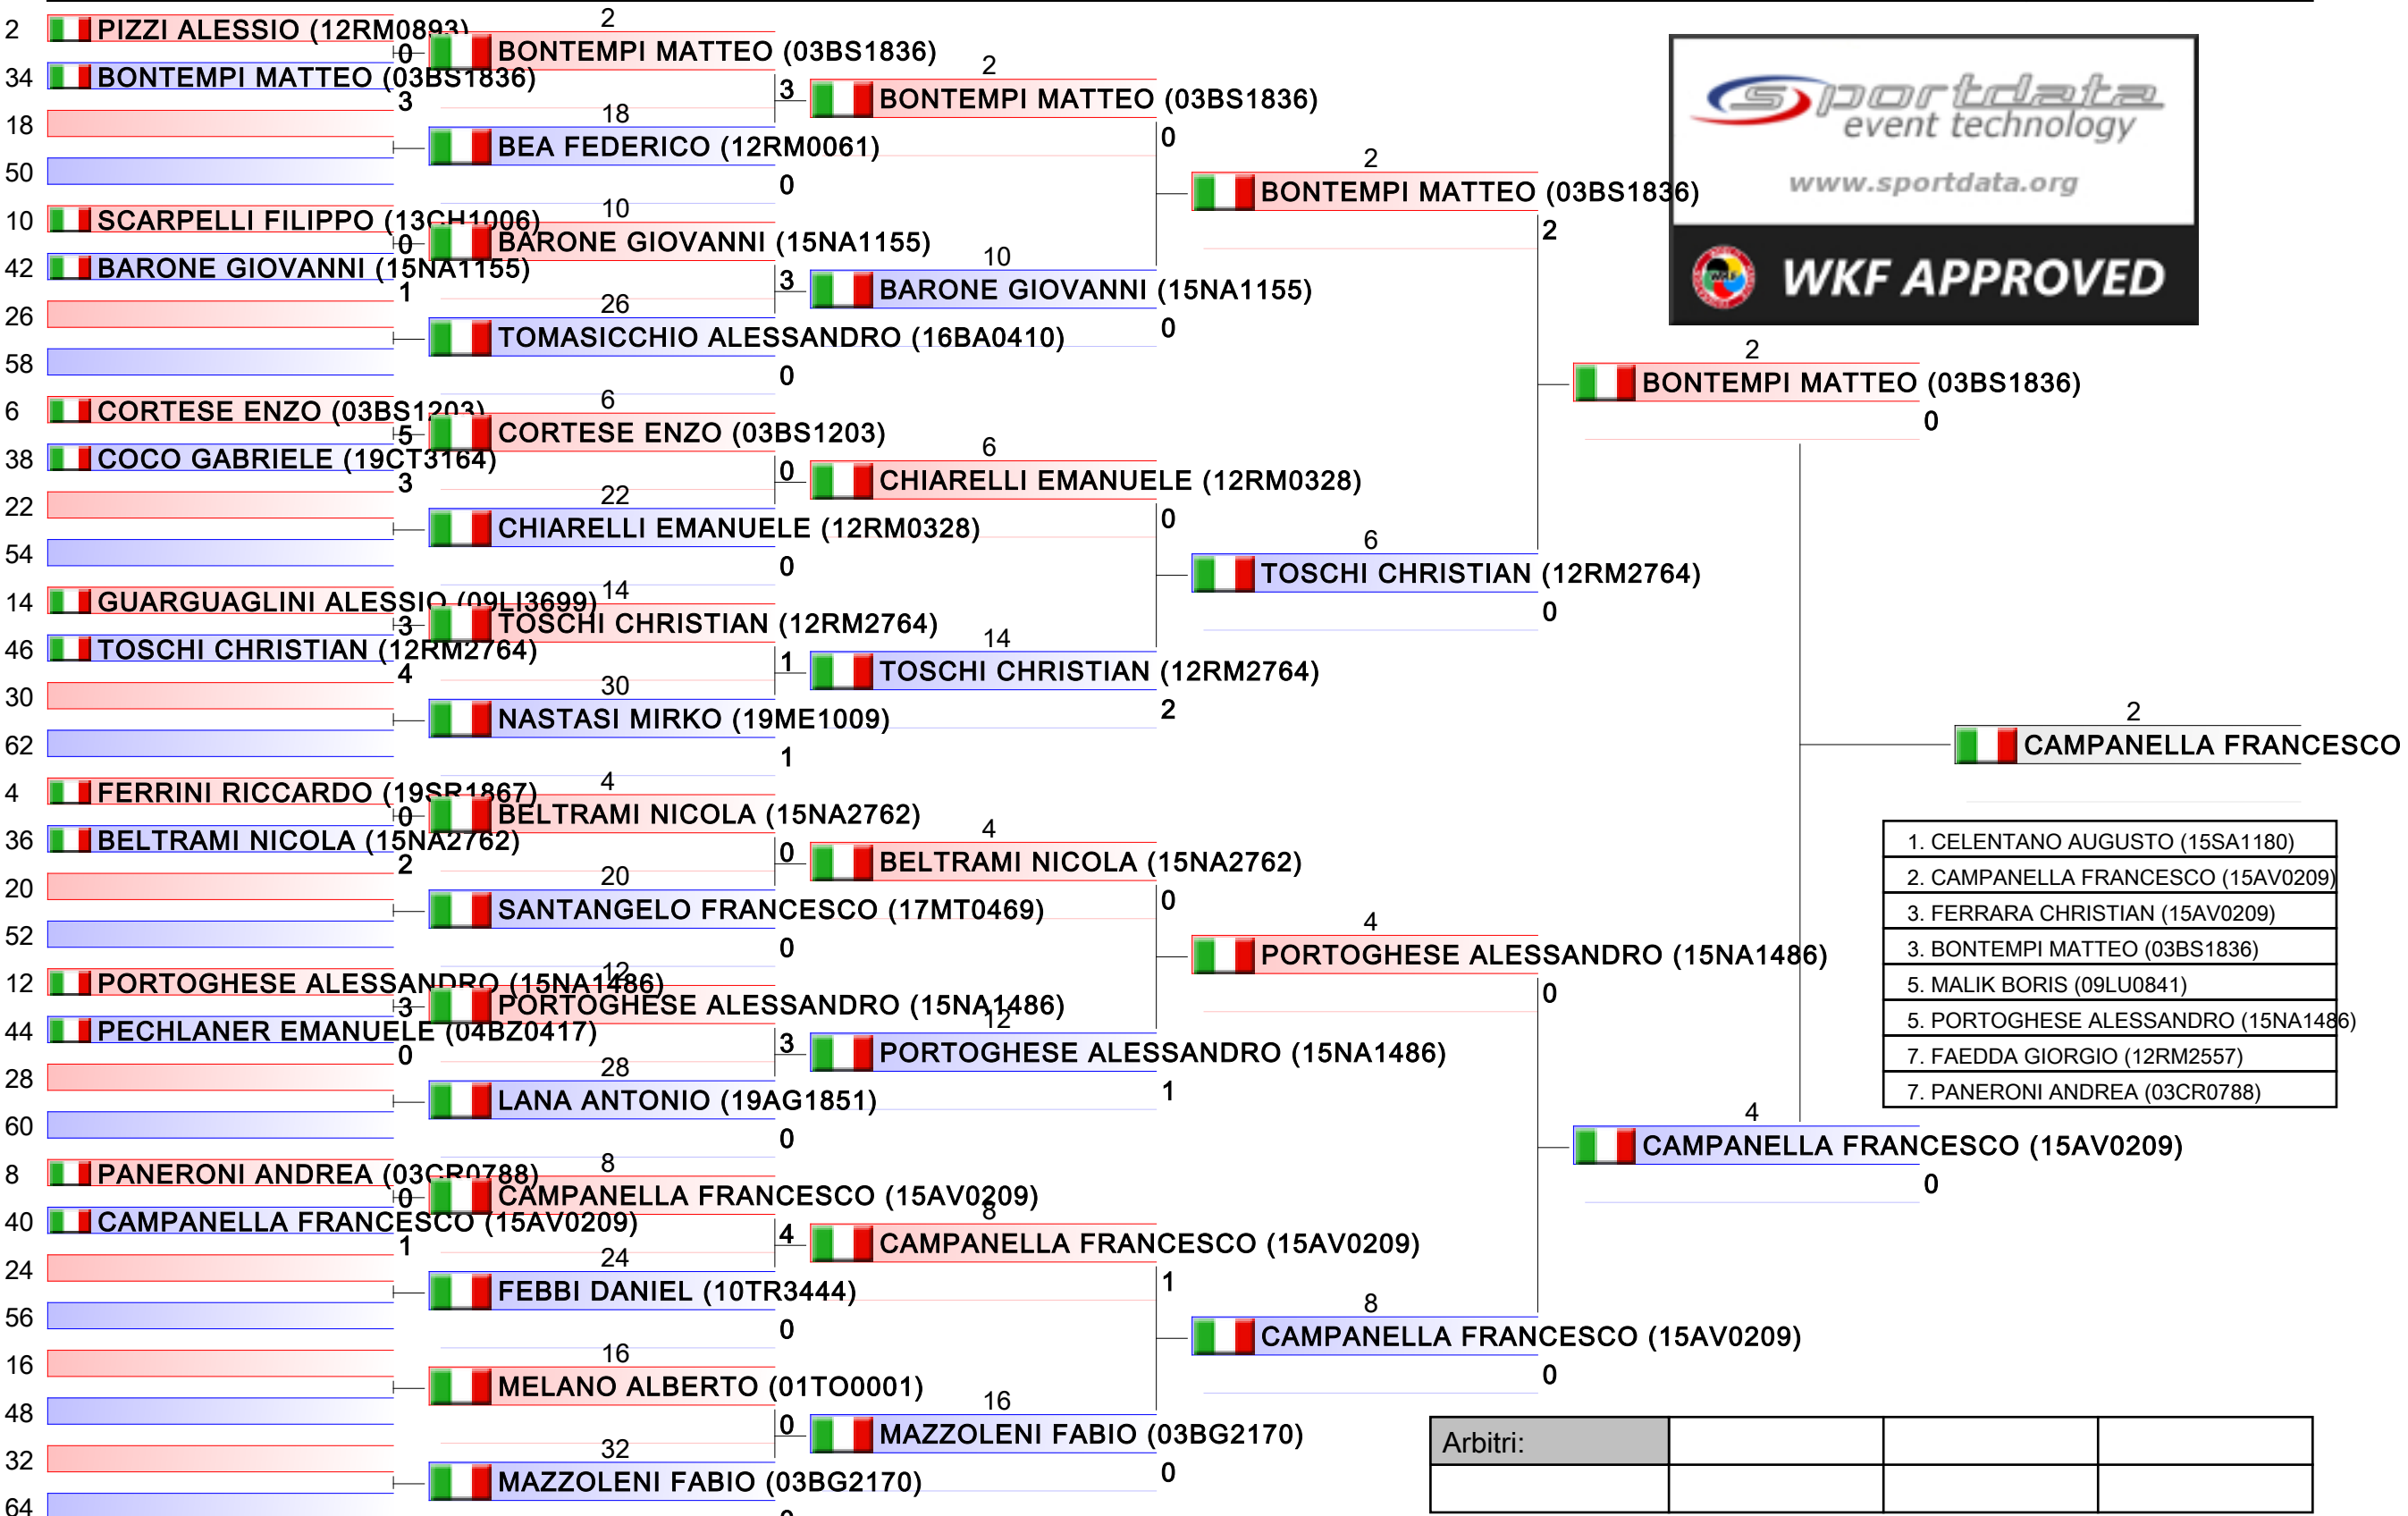 2 PIZZI ALESSIO (12RM0893)
0
34 BONTEMPI MATTEO (03BS1836)
3
18
50
10 SCARPELLI FILIPPO (13CH1006)
0
42 BARONE GIOVANNI (15NA1155)
1
26
58
6 CORTESE ENZO (03BS1203)
5
38 COCO GABRIELE (19CT3164)
3
22
54
14 GUARGUAGLINI ALESSIO (09LI3699)
3
46 TOSCHI CHRISTIAN (12RM2764)
4
30
62
4 FERRINI RICCARDO (19SR1867)
0
36 BELTRAMI NICOLA (15NA2762)
2
20
52
12 PORTOGHESE ALESSANDRO (15NA1486)
3
44 PECHLANER EMANUELE (04BZ0417)
0
28
60
8 PANERONI ANDREA (03CR0788)
0
40 CAMPANELLA FRANCESCO (15AV0209)
1
24
56
16
48
32
64
2
BONTEMPI MATTEO (03BS1836)
3
18
BEA FEDERICO (12RM0061)
0
10
BARONE GIOVANNI (15NA1155)
3
26
TOMASICCHIO ALESSANDRO (16BA0410)
0
6
CORTESE ENZO (03BS1203)
0
22
CHIARELLI EMANUELE (12RM0328)
0
14
TOSCHI CHRISTIAN (12RM2764)
1
30
NASTASI MIRKO (19ME1009)
1
4
BELTRAMI NICOLA (15NA2762)
0
20
SANTANGELO FRANCESCO (17MT0469)
0
12
PORTOGHESE ALESSANDRO (15NA1486)
3
28
LANA ANTONIO (19AG1851)
0
8
CAMPANELLA FRANCESCO (15AV0209)
4
24
FEBBI DANIEL (10TR3444)
0
16
MELANO ALBERTO (01TO0001)
0
32
MAZZOLENI FABIO (03BG2170)
2
BONTEMPI MATTEO (03BS1836)
0
10
BARONE GIOVANNI (15NA1155)
0
6
CHIARELLI EMANUELE (12RM0328)
0
14
TOSCHI CHRISTIAN (12RM2764)
2
4
BELTRAMI NICOLA (15NA2762)
0
12
PORTOGHESE ALESSANDRO (15NA1486)
1
8
CAMPANELLA FRANCESCO (15AV0209)
1
16
MAZZOLENI FABIO (03BG2170)
0
2
BONTEMPI MATTEO (03BS1836)
2
6
TOSCHI CHRISTIAN (12RM2764)
0
4
PORTOGHESE ALESSANDRO (15NA1486)
0
8
CAMPANELLA FRANCESCO (15AV0209)
0
sportdata
event technology
www.sportdata.org
WKF APPROVED
2
BONTEMPI MATTEO (03BS1836)
0
4
CAMPANELLA FRANCESCO (15AV0209)
0
2
CAMPANELLA FRANCESCO
1. CELENTANO AUGUSTO (15SA1180)
2. CAMPANELLA FRANCESCO (15AV0209)
3. FERRARA CHRISTIAN (15AV0209)
3. BONTEMPI MATTEO (03BS1836)
5. MALIK BORIS (09LU0841)
5. PORTOGHESE ALESSANDRO (15NA1486)
7. FAEDDA GIORGIO (12RM2557)
7. PANERONI ANDREA (03CR0788)
Arbitri: